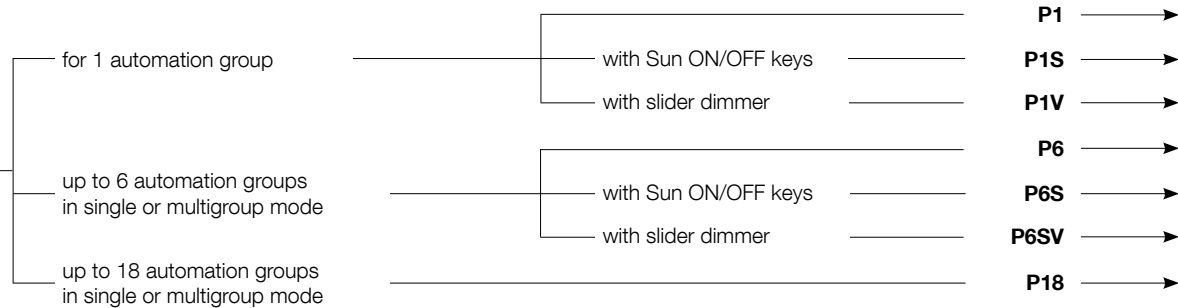 P1
for 1 automation group
with Sun ON/OFF keys
P1S
with slider dimmer
P1V
P6
up to 6 automation groups
in single or multigroup mode
with Sun ON/OFF keys
P6S
with slider dimmer
P6SV
up to 18 automation groups
in single or multigroup mode
P18